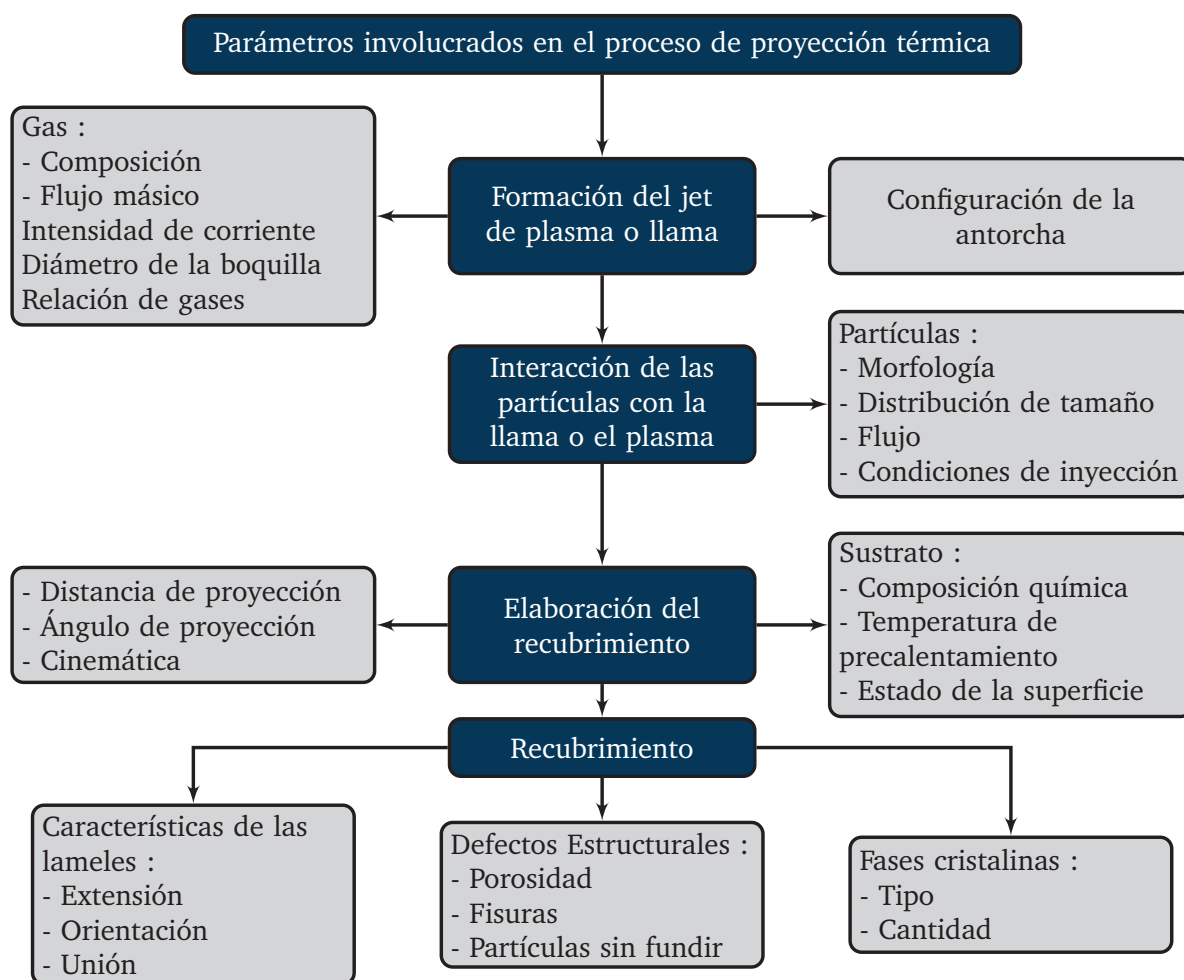 Parámetros involucrados en el proceso de proyección térmica
Gas :
- Composición
- Flujo másico
Intensidad de corriente
Diámetro de la boquilla
Relación de gases
Formación del jet
de plasma o llama
Configuración de la
antorcha
Interacción de las
partículas con la
llama o el plasma
Partículas :
- Morfología
- Distribución de tamaño
- Flujo
- Condiciones de inyección
- Distancia de proyección
- Ángulo de proyección
- Cinemática
Elaboración del
recubrimiento
Sustrato :
- Composición química
- Temperatura de
precalentamiento
- Estado de la superficie
Recubrimiento
Características de las
lameles :
- Extensión
- Orientación
- Unión
Defectos Estructurales :
- Porosidad
- Fisuras
- Partículas sin fundir
Fases cristalinas :
- Tipo
- Cantidad